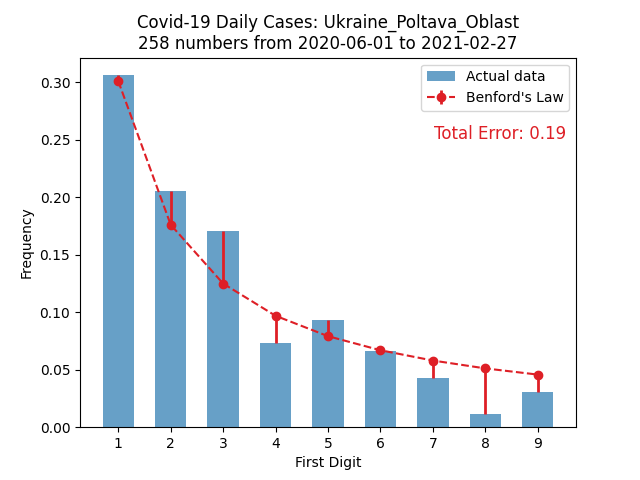 Covid-19 Daily Cases: Ukraine_Poltava_Oblast
258 numbers from 2020-06-01 to 2021-02-27
Actual data
Benford's Law
Total Error: 0.19
Frequency
0.30
0.25
0.20
0.15
0.10
0.05
0.00
1 2 3 4 5 6 7 8 9
First Digit